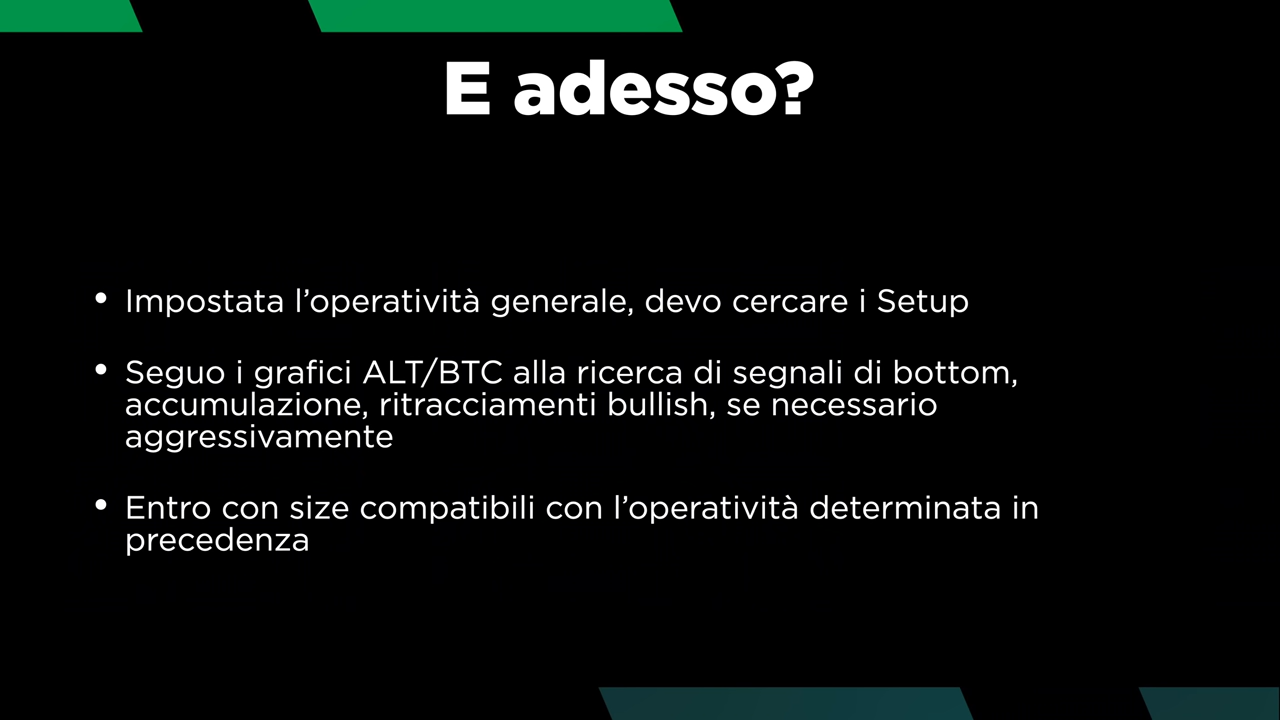 E adesso?
• Impostata l’operatività generale, devo cercare i Setup
• Seguo i grafici ALT/BTC alla ricerca di segnali di bottom,
accumulazione, ritracciamenti bullish, se necessario
aggressivamente
• Entro con size compatibili con l’operatività determinata in
precedenza